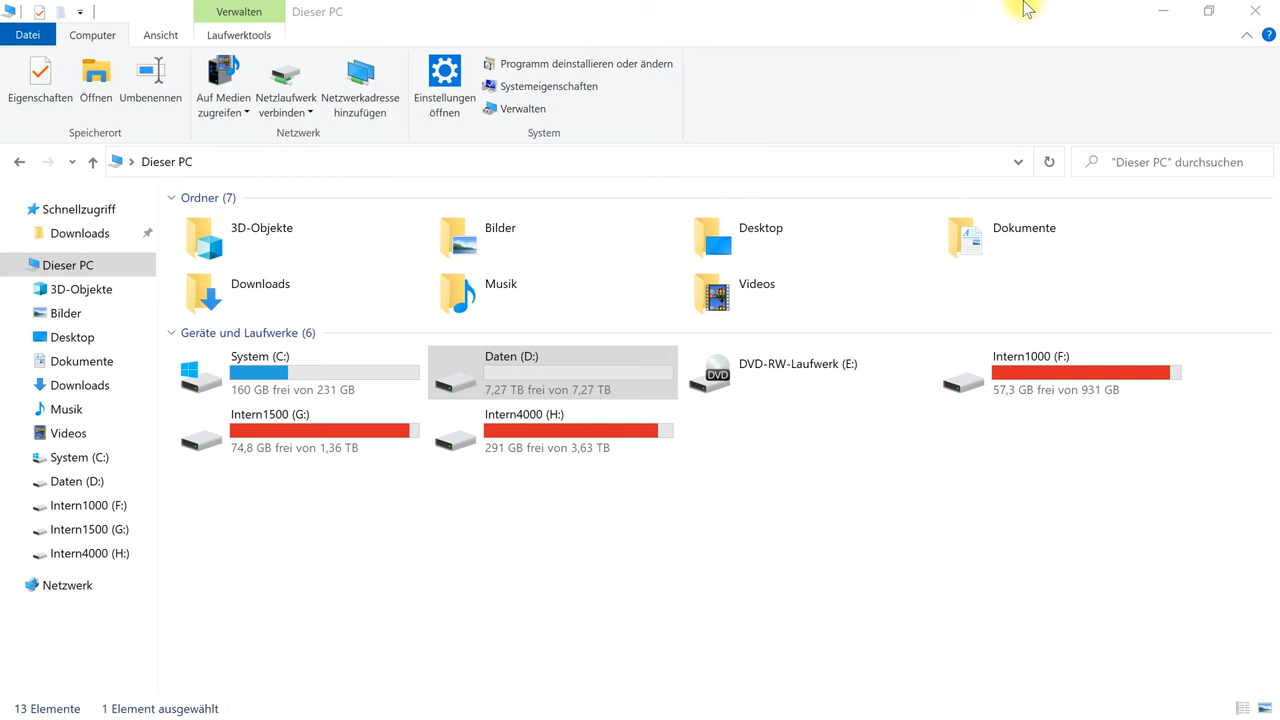 Verwalten
Dieser PC
Datei
Computer
Ansicht
Laufwerktools
?
Eigenschaften
Öffnen
Umbenennen
Speicherort
Auf Medien
zugreifen
Netzlaufwerk
verbinden
Netzwerkadresse
hinzufügen
Netzwerk
Einstellungen
öffnen
Programm deinstallieren oder ändern
Systemeigenschaften
Verwalten
System
Dieser PC
"Dieser PC" durchsuchen
Schnellzugriff
Downloads
Dieser PC
3D-Objekte
Bilder
Desktop
Dokumente
Downloads
Musik
Videos
System (C:)
Daten (D:)
Intern1000 (F:)
Intern1500 (G:)
Intern4000 (H:)
Netzwerk
Ordner (7)
3D-Objekte
Bilder
Desktop
Dokumente
Downloads
Musik
Videos
Geräte und Laufwerke (6)
System (C:)
160 GB frei von 231 GB
Daten (D:)
7,27 TB frei von 7,27 TB
DVD
DVD-RW-Laufwerk (E:)
Intern1000 (F:)
57,3 GB frei von 931 GB
Intern1500 (G:)
74,8 GB frei von 1,36 TB
Intern4000 (H:)
291 GB frei von 3,63 TB
13 Elemente
1 Element ausgewählt